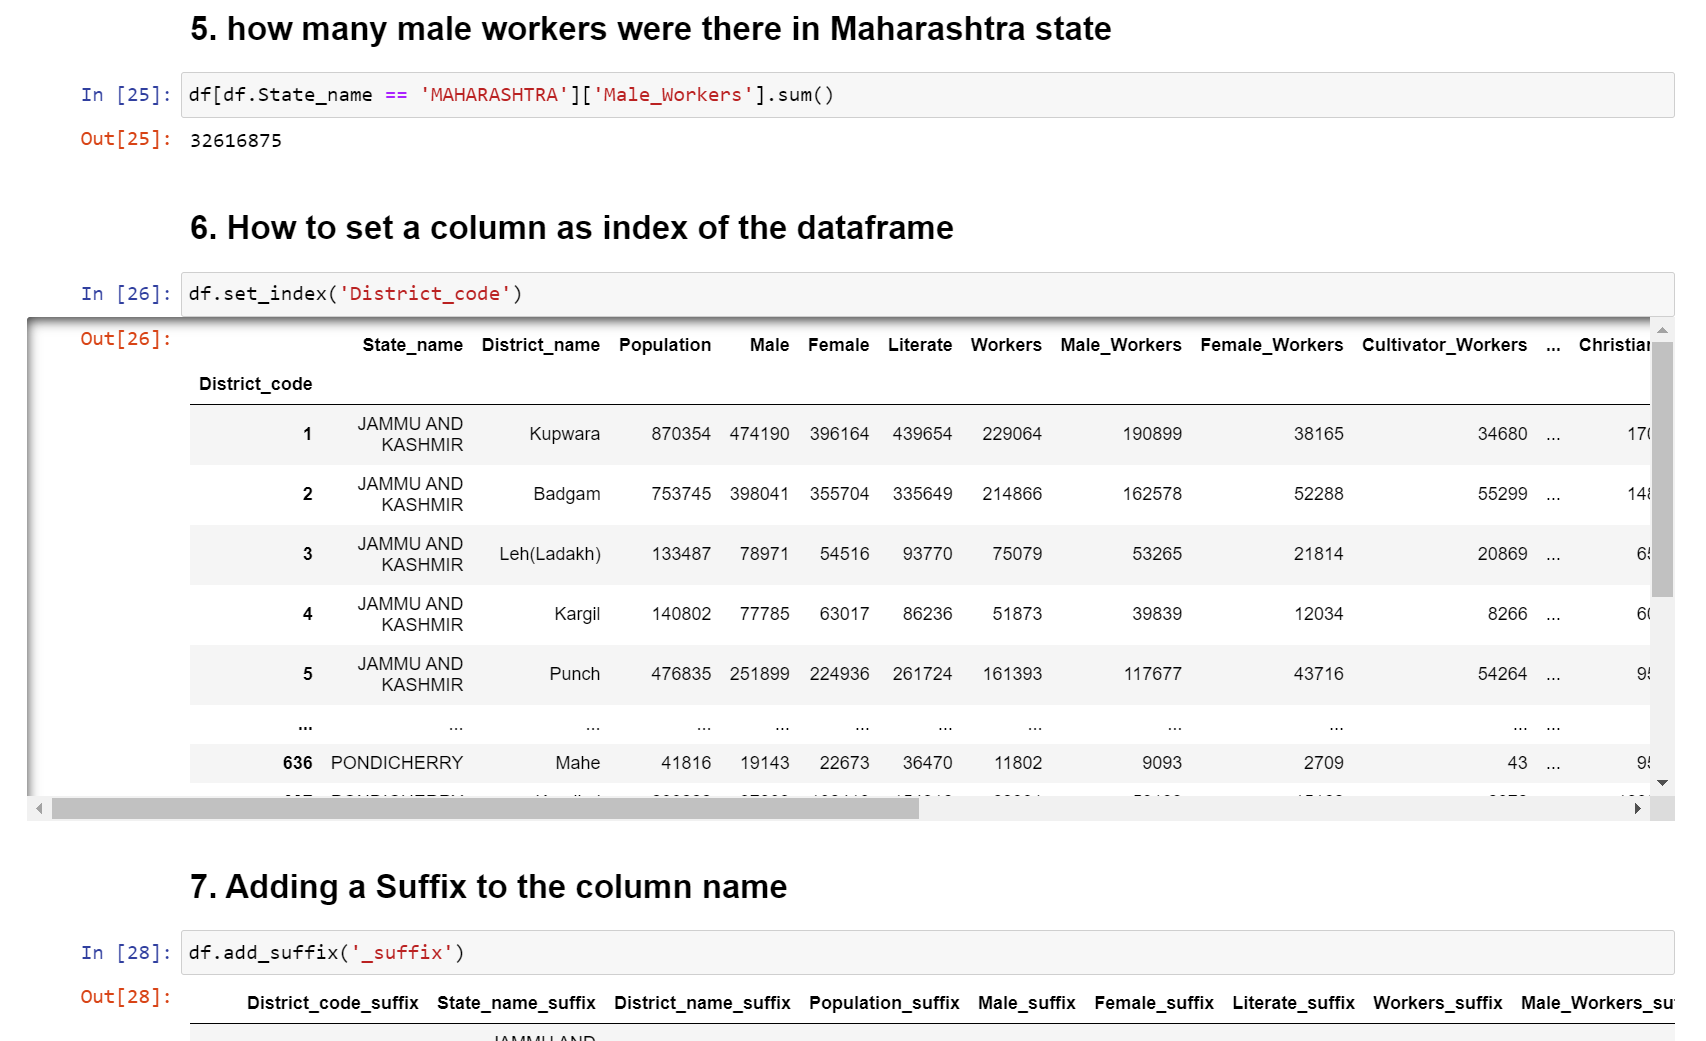 5. how many male workers were there in Maharashtra state
In [25]: df[df.State_name == 'MAHARASHTRA']['Male_Workers'].sum()
Out[25]: 32616875
6. How to set a column as index of the dataframe
In [26]: df.set_index('District_code')
Out[26]:
State_name District_name Population Male Female Literate Workers Male_Workers Female_Workers Cultivator_Workers ...
District_code
1 JAMMU AND KASHMIR Kupwara 870354 474190 396164 439654 229064 190899 38165 34680 ...
2 JAMMU AND KASHMIR Badgam 753745 398041 355704 335649 214866 162578 52288 55299 ...
3 JAMMU AND KASHMIR Leh(Ladakh) 133487 78971 54516 93770 75079 53265 21814 20869 ...
4 JAMMU AND KASHMIR Kargil 140802 77785 63017 86236 51873 39839 12034 8266 ...
5 JAMMU AND KASHMIR Punch 476835 251899 224936 261724 161393 117677 43716 54264 ...
... ... ... ... ... ... ... ... ... ... ... ...
636 PONDICHERRY Mahe 41816 19143 22673 36470 11802 9093 2709 43 ...
7. Adding a Suffix to the column name
In [28]: df.add_suffix('_suffix')
Out[28]:
District_code_suffix State_name_suffix District_name_suffix Population_suffix Male_suffix Female_suffix Literate_suffix Workers_suffix